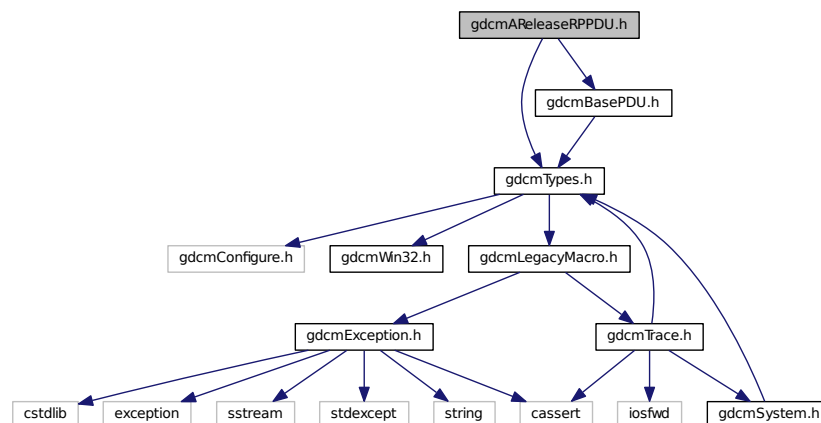 gdcmAReleaseRPPDU.h
gdcmBasePDU.h
gdcmTypes.h
gdcmConfigure.h
gdcmWin32.h
gdcmLegacyMacro.h
gdcmException.h
gdcmTrace.h
cstdlib
exception
sstream
stdexcept
string
cassert
iosfwd
gdcmSystem.h